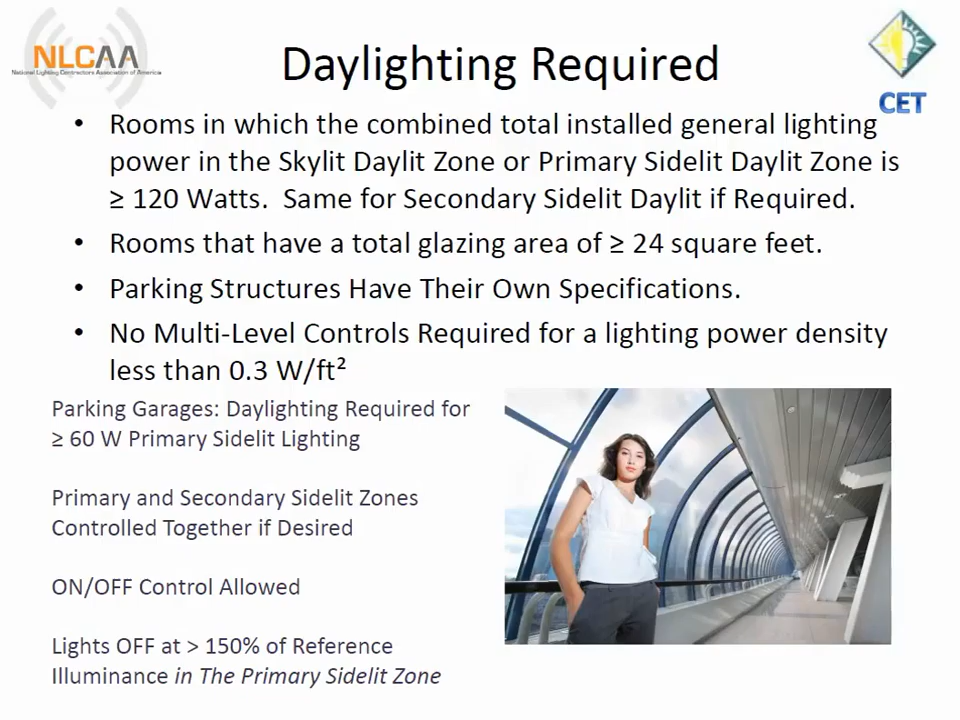 NLCAA
National Lighting Contractors Association of America
Daylighting Required
CET
• Rooms in which the combined total installed general lighting
power in the Skylit Daylit Zone or Primary Sidelit Daylit Zone is
≥ 120 Watts.  Same for Secondary Sidelit Daylit if Required.
• Rooms that have a total glazing area of ≥ 24 square feet.
• Parking Structures Have Their Own Specifications.
• No Multi-Level Controls Required for a lighting power density
less than 0.3 W/ft²
Parking Garages: Daylighting Required for
≥ 60 W Primary Sidelit Lighting
Primary and Secondary Sidelit Zones
Controlled Together if Desired
ON/OFF Control Allowed
Lights OFF at > 150% of Reference
Illuminance in The Primary Sidelit Zone